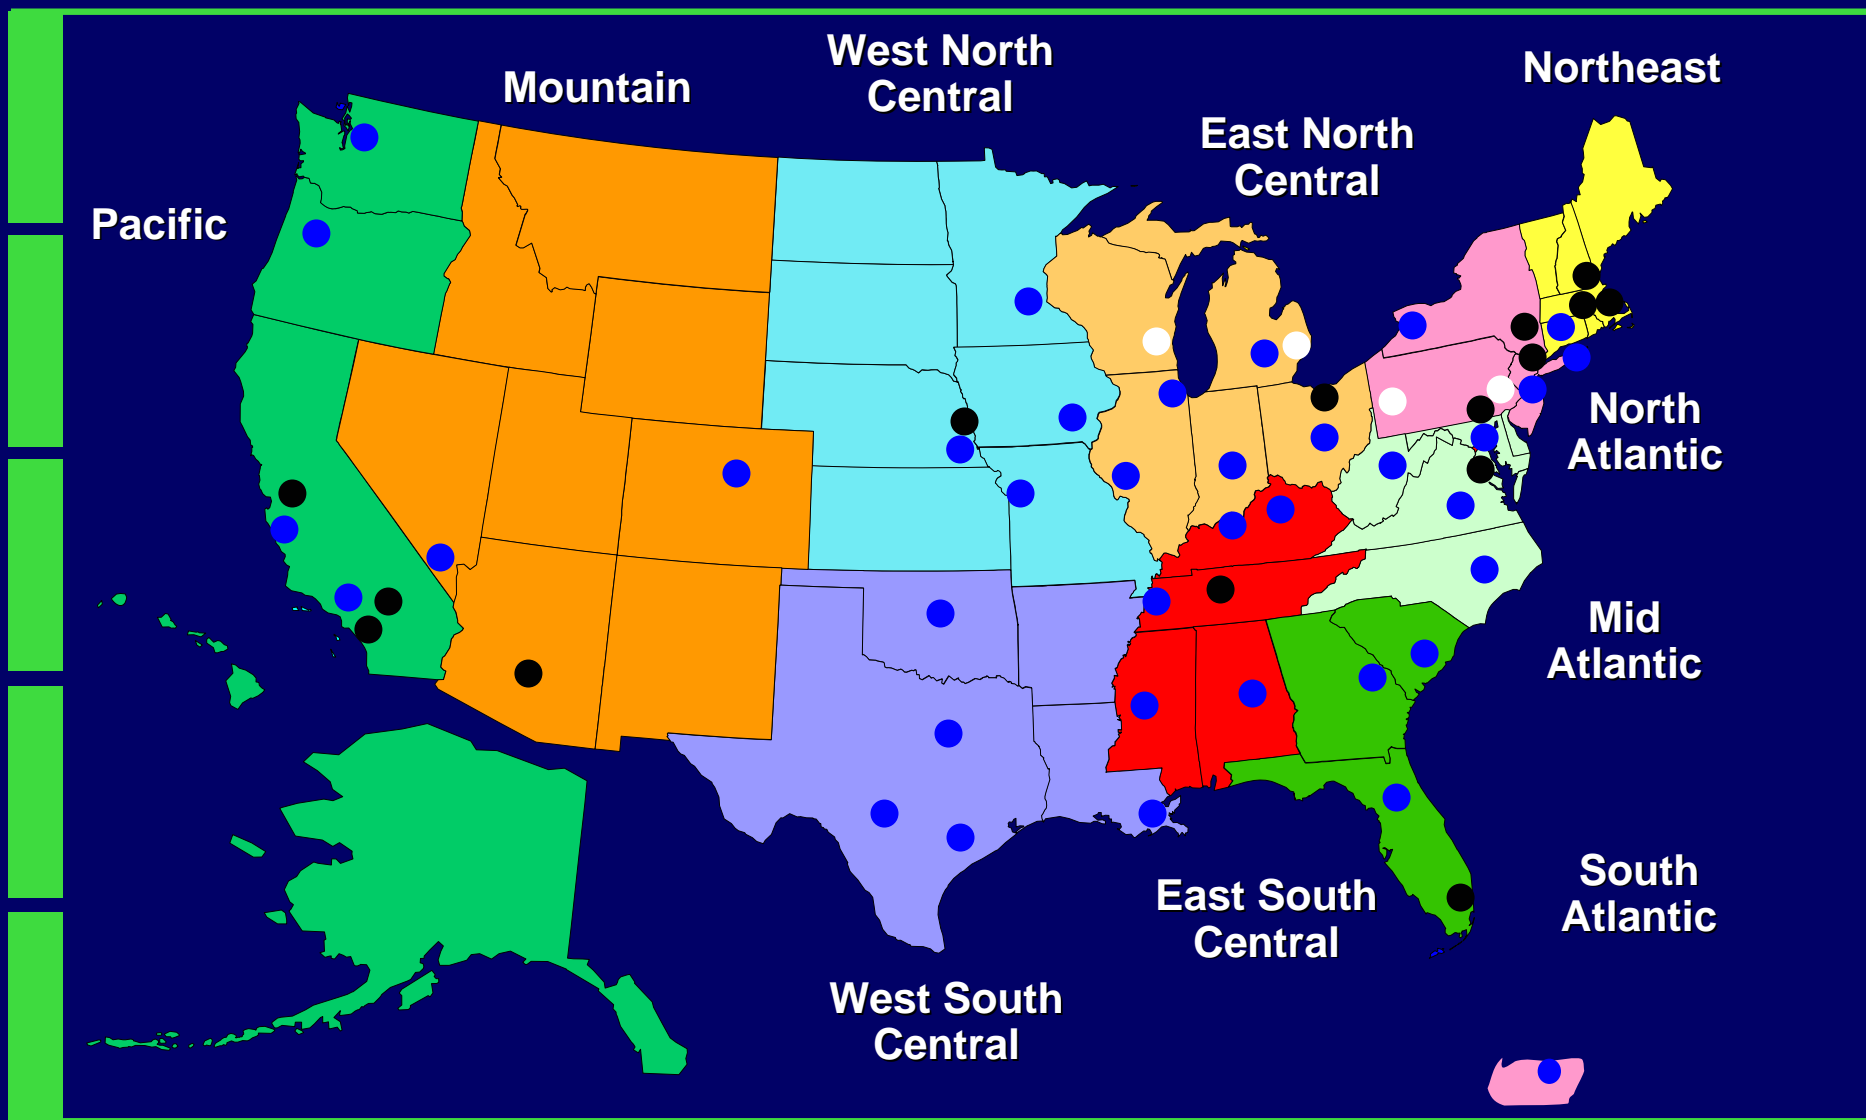 West North
Central
Mountain
Northeast
East North
Central
Pacific
North
Atlantic
Mid
Atlantic
South
Atlantic
East South
Central
West South
Central